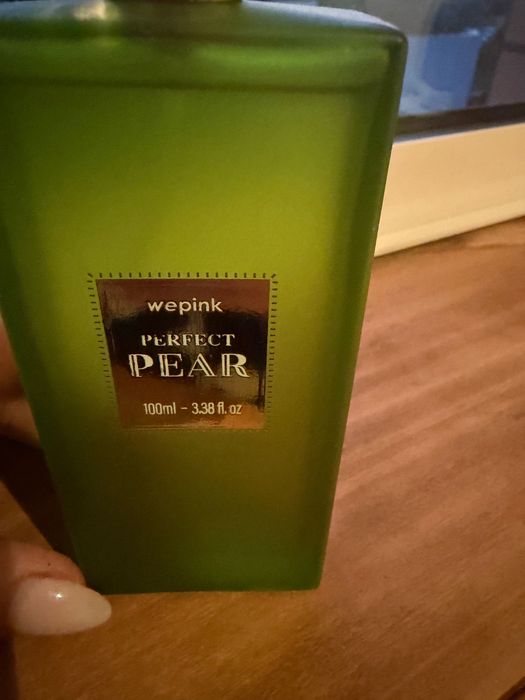 wepink
PERFECT
PEAR
100ml - 3.38 fl. oz